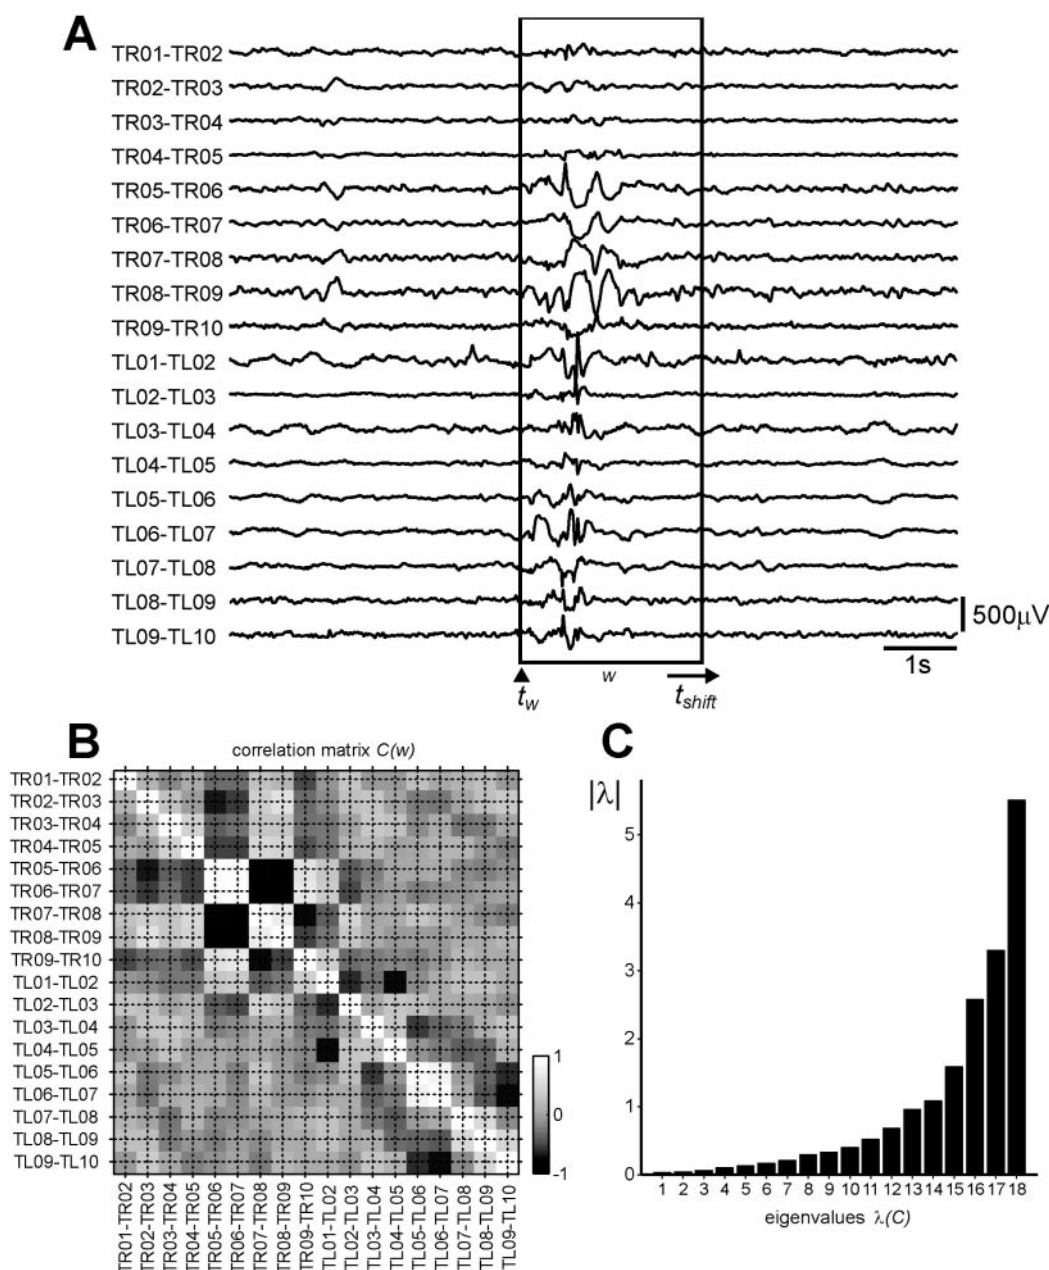 A
TR01-TR02
TR02-TR03
TR03-TR04
TR04-TR05
TR05-TR06
TR06-TR07
TR07-TR08
TR08-TR09
TR09-TR10
TL01-TL02
TL02-TL03
TL03-TL04
TL04-TL05
TL05-TL06
TL06-TL07
TL07-TL08
TL08-TL09
TL09-TL10
500μV
1s
tw w tshift
B
correlation matrix C(w)
TR01-TR02
TR02-TR03
TR03-TR04
TR04-TR05
TR05-TR06
TR06-TR07
TR07-TR08
TR08-TR09
TR09-TR10
TL01-TL02
TL02-TL03
TL03-TL04
TL04-TL05
TL05-TL06
TL06-TL07
TL07-TL08
TL08-TL09
TL09-TL10
1
0
-1
TR01-TR02
TR02-TR03
TR03-TR04
TR04-TR05
TR05-TR06
TR06-TR07
TR07-TR08
TR08-TR09
TR09-TR10
TL01-TL02
TL02-TL03
TL03-TL04
TL04-TL05
TL05-TL06
TL06-TL07
TL07-TL08
TL08-TL09
TL09-TL10
C
|λ|
5
4
3
2
1
0
1 2 3 4 5 6 7 8 9 10 11 12 13 14 15 16 17 18
eigenvalues λ(C)